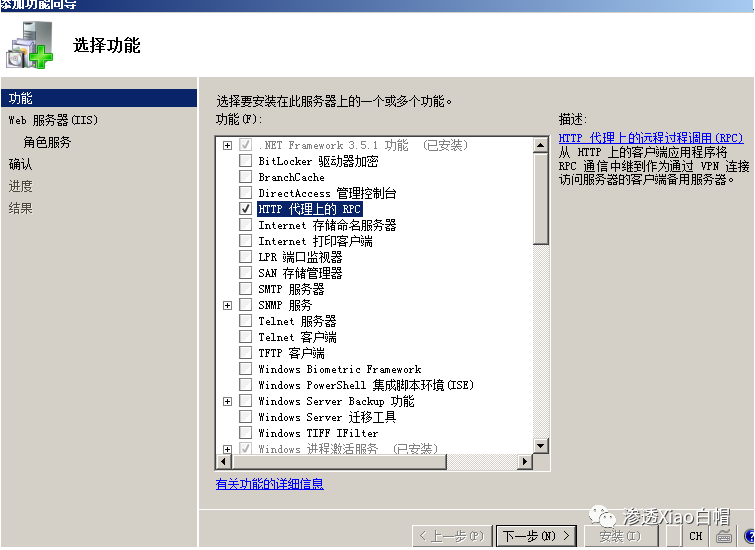 添加功能向导
选择功能
功能
Web 服务器(IIS)
角色服务
确认
进度
结果
选择要安装在此服务器上的一个或多个功能。
功能(F):
.NET Framework 3.5.1 功能 (已安装)
BitLocker 驱动器加密
BranchCache
DirectAccess 管理控制台
HTTP 代理上的 RPC
Internet 存储命名服务器
Internet 打印客户端
LPR 端口监视器
SAN 存储管理器
SMTP 服务器
SNMP 服务
Telnet 服务器
Telnet 客户端
TFTP 客户端
Windows Biometric Framework
Windows PowerShell 集成脚本环境(ISE)
Windows Server Backup 功能
Windows Server 迁移工具
Windows TIFF IFilter
Windows 进程激活服务 (已安装)
有关功能的详细信息
描述:
HTTP 代理上的远程过程调用(RPC)
从 HTTP 上的客户端应用程序将
RPC 通信中继到作为通过 VPN 连接
访问服务器的客户端备用服务器。
渗透Xiao白帽
< 上一步(P)
下一步(N) >
安装(I)
CH